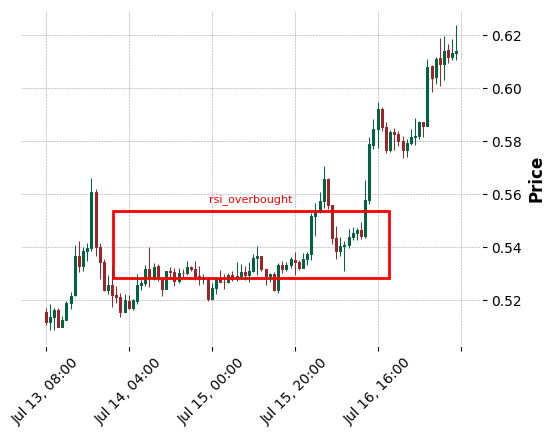 0.62
0.60
0.58
0.56
0.54
0.52
Price
rsi_overbought
Jul 13, 08:00
Jul 14, 04:00
Jul 15, 00:00
Jul 15, 20:00
Jul 16, 16:00